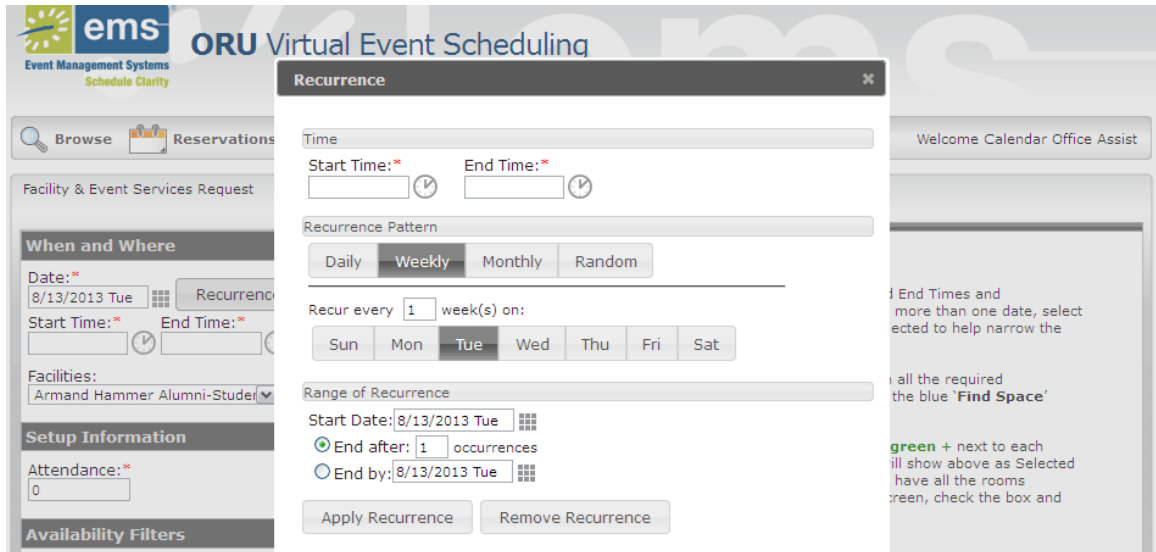 ems
Event Management Systems
Schedule Clarity
ORU Virtual Event Scheduling
Browse
Reservations
Welcome Calendar Office Assist
Facility & Event Services Request
When and Where
Date:*
8/13/2013 Tue
Recurrenc
Start Time:* End Time:*
Facilities:
Armand Hammer Alumni-Studer
Setup Information
Attendance:*
0
Availability Filters
Recurrence
Time
Start Time:* End Time:*
Recurrence Pattern
Daily Weekly Monthly Random
Recur every 1 week(s) on:
Sun Mon Tue Wed Thu Fri Sat
Range of Recurrence
Start Date: 8/13/2013 Tue
End after: 1 occurrences
End by: 8/13/2013 Tue
Apply Recurrence Remove Recurrence
End Times and
more than one date, select
ected to help narrow the
all the required
the blue `Find Space´
green + next to each
ill show above as Selected
have all the rooms
creen, check the box and